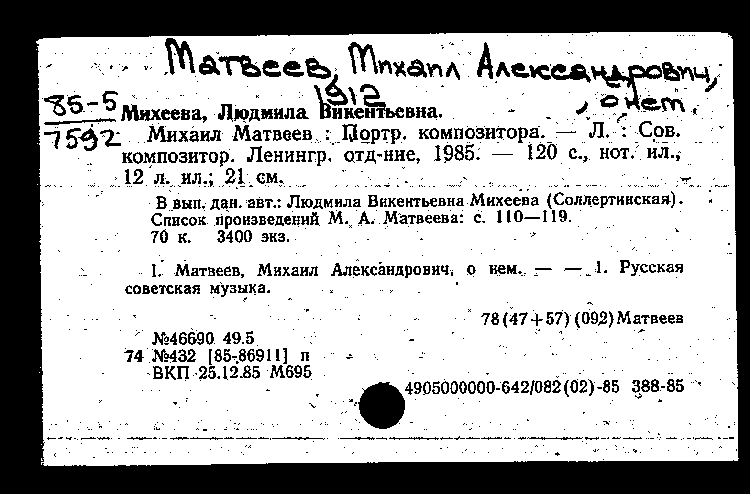 Матвеев, Михаил Александрович,
1912 , о нем.
85-5
7592
Михеева, Людмила Викентьевна.
Михаил Матвеев : Портр. композитора. — Л. : Сов.
композитор. Ленингр. отд-ние, 1985. — 120 с., нот. ил.,
12 л. ил.; 21 см.
В вып. дан. авт.: Людмила Викентьевна Михеева (Соллертинская).
Список произведений М. А. Матвеева: с. 110—119.
70 к. 3400 экз.
1. Матвеев, Михаил Александрович, о нем. — — 1. Русская
советская музыка.
78(47+57)(092)Матвеев
№46690 49.5
74 №432 [85-86911] п
ВКП 25.12.85 М695
4905000000-642/082(02)-85 388-85